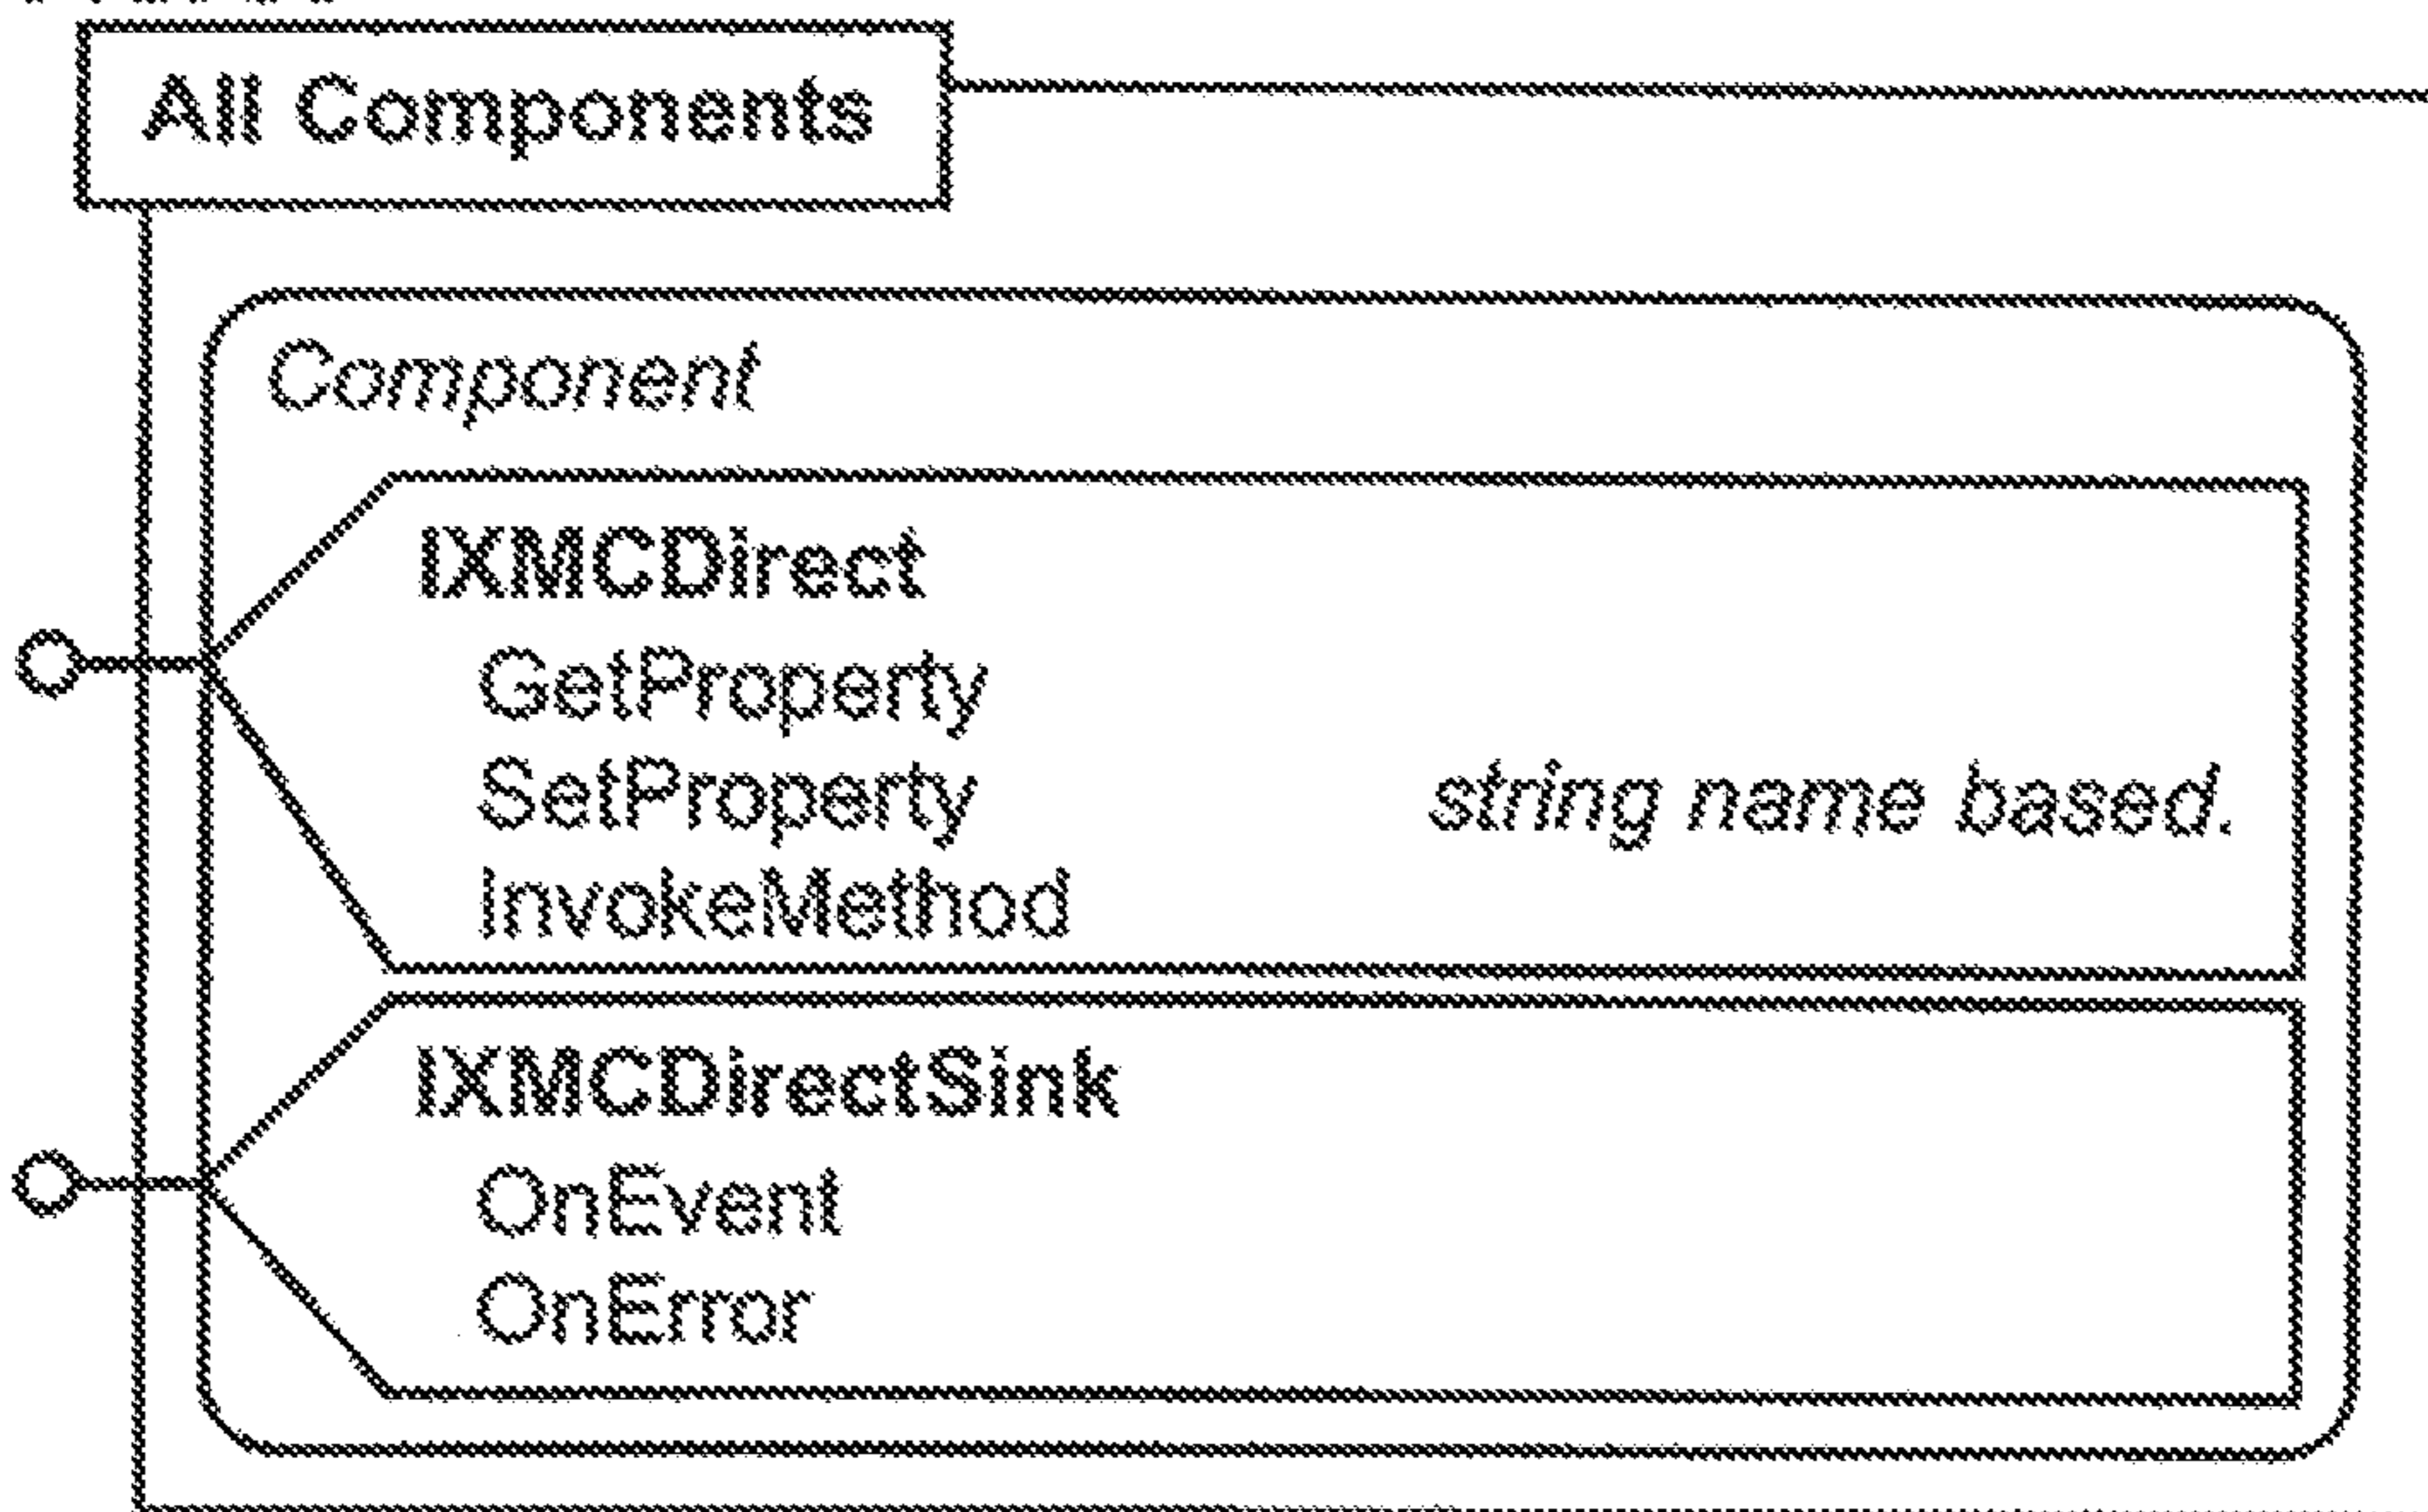 All Components
Component
IXMCDirect
GetProperty
SetProperty string name based.
InvokeMethod
IXMCDirectSink
OnEvent
OnError